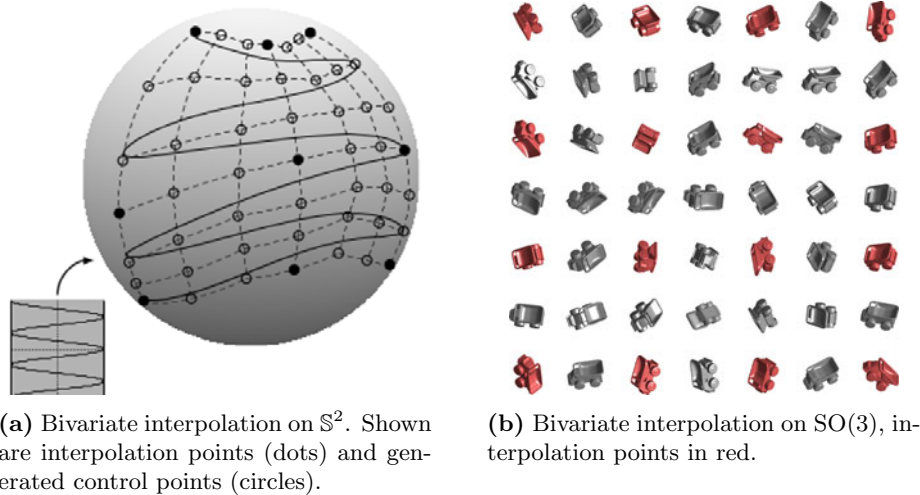 (a) Bivariate interpolation on 𝕊². Shown
are interpolation points (dots) and gen-
erated control points (circles).
(b) Bivariate interpolation on SO(3), in-
terpolation points in red.